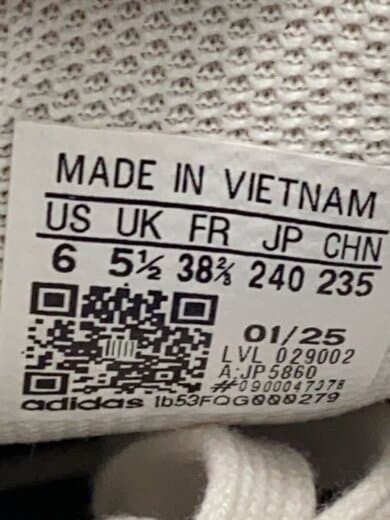 MADE IN VIETNAM
US UK FR JP CHN
6 5½ 38⅔ 240 235
01/25
LVL 029002
A:JP5860
#0900047378
adidas 1b53FQG000279